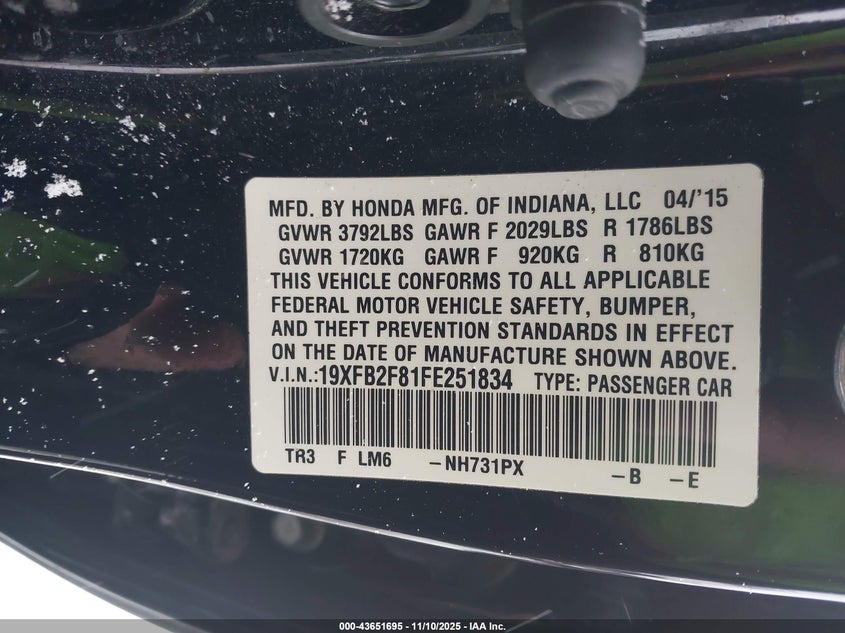 MFD. BY HONDA MFG. OF INDIANA, LLC 04/'15
GVWR 3792LBS GAWR F 2029LBS R 1786LBS
GVWR 1720KG GAWR F 920KG R 810KG
THIS VEHICLE CONFORMS TO ALL APPLICABLE
FEDERAL MOTOR VEHICLE SAFETY, BUMPER,
AND THEFT PREVENTION STANDARDS IN EFFECT
ON THE DATE OF MANUFACTURE SHOWN ABOVE.
V.I.N.:19XFB2F81FE251834 TYPE: PASSENGER CAR
TR3 F LM6 –NH731PX –B –E
000-43651695 - 11/10/2025 - IAA Inc.